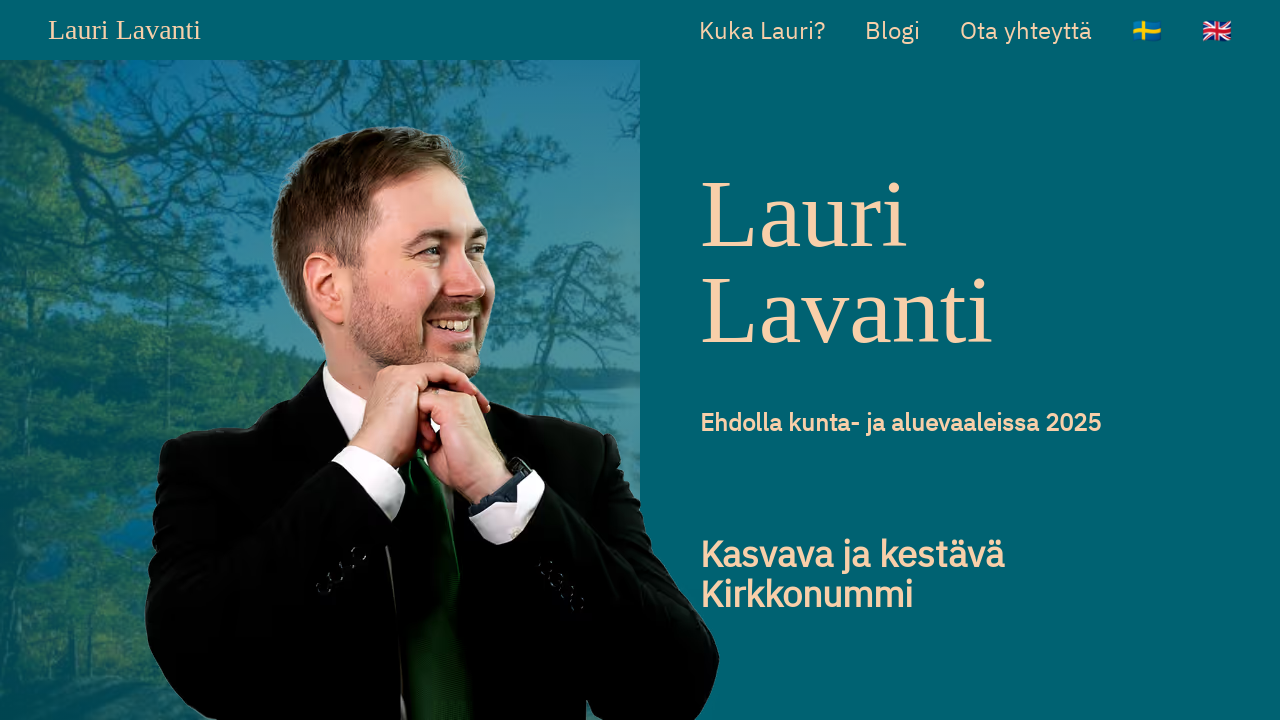 Lauri Lavanti
Kuka Lauri?
Blogi
Ota yhteyttä
Lauri
Lavanti
Ehdolla kunta- ja aluevaaleissa 2025
Kasvava ja kestävä
Kirkkonummi